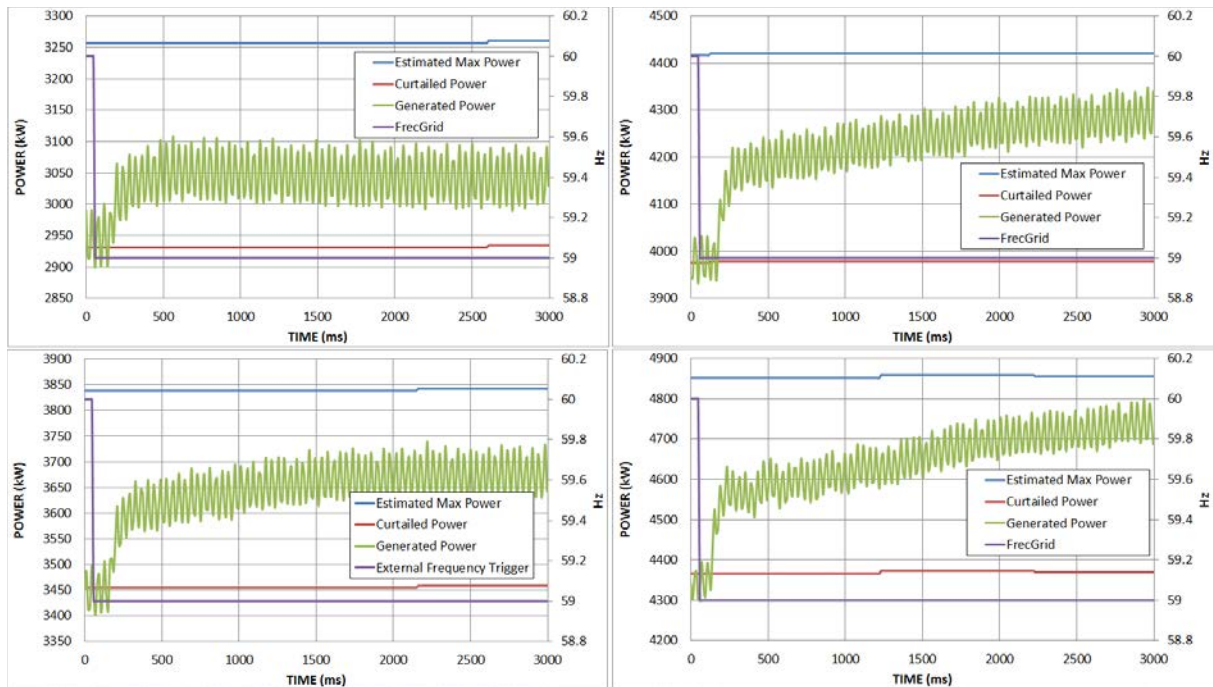 3300
3250
3200
3150
3100
3050
3000
2950
2900
2850
POWER (kW)
60.2
60
59.8
59.6
59.4
59.2
59
58.8
Hz
Estimated Max Power
Curtailed Power
Generated Power
FrecGrid
0 500 1000 1500 2000 2500 3000
TIME (ms)
4500
4400
4300
4200
4100
4000
3900
POWER (kW)
60.2
60
59.8
59.6
59.4
59.2
59
58.8
Hz
Estimated Max Power
Curtailed Power
Generated Power
FrecGrid
0 500 1000 1500 2000 2500 3000
TIME (ms)
3900
3850
3800
3750
3700
3650
3600
3550
3500
3450
3400
3350
POWER (kW)
60.2
60
59.8
59.6
59.4
59.2
59
58.8
Hz
Estimated Max Power
Curtailed Power
Generated Power
External Frequency Trigger
0 500 1000 1500 2000 2500 3000
TIME (ms)
4900
4800
4700
4600
4500
4400
4300
4200
POWER (kW)
60.2
60
59.8
59.6
59.4
59.2
59
58.8
Hz
Estimated Max Power
Curtailed Power
Generated Power
FrecGrid
0 500 1000 1500 2000 2500 3000
TIME (ms)